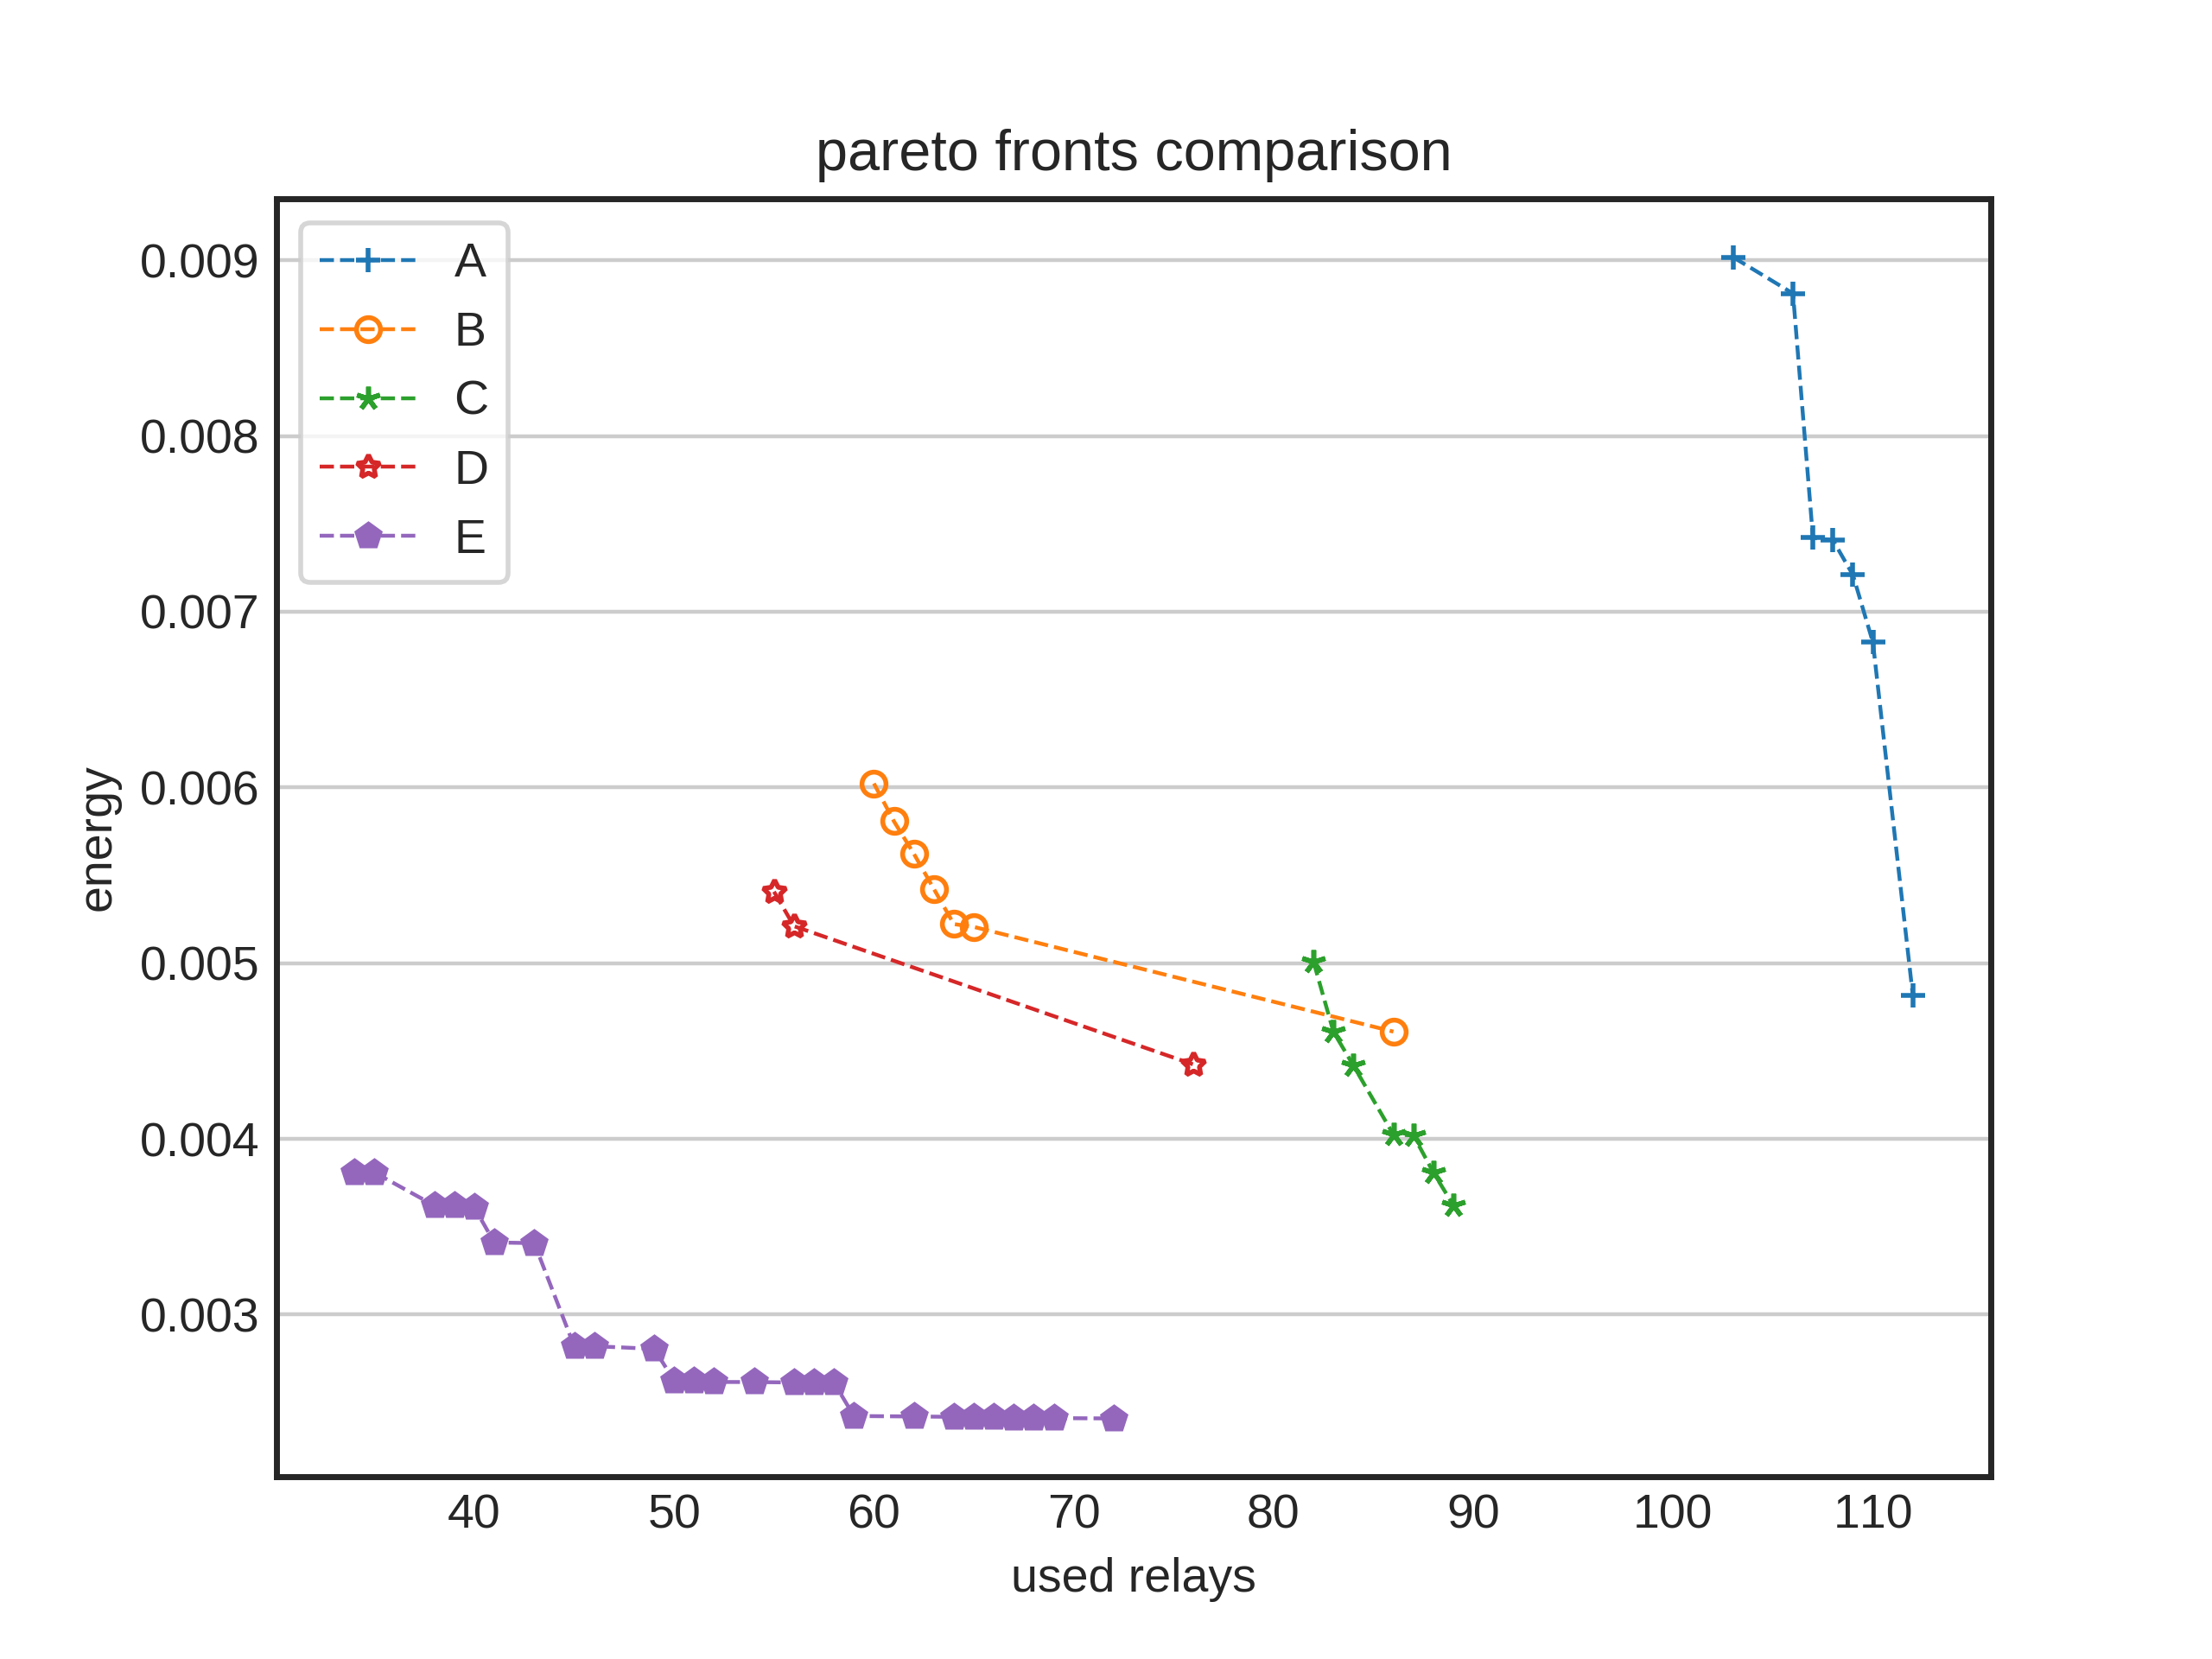 pareto fronts comparison
A
B
C
D
E
0.009
0.008
0.007
0.006
0.005
0.004
0.003
energy
40 50 60 70 80 90 100 110
used relays